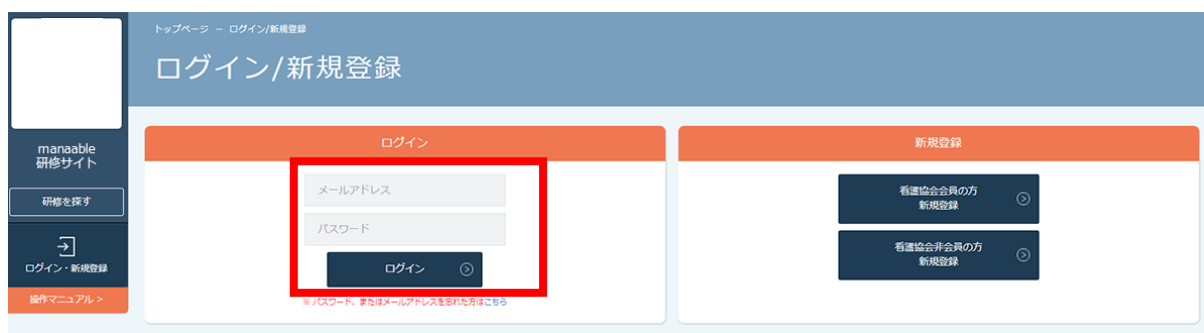 トップページ － ログイン/新規登録
ログイン/新規登録
manaable
研修サイト
研修を探す
ログイン・新規登録
操作マニュアル >
ログイン
メールアドレス
パスワード
ログイン
※ パスワード、またはメールアドレスを忘れた方はこちら
新規登録
看護協会会員の方
新規登録
看護協会非会員の方
新規登録